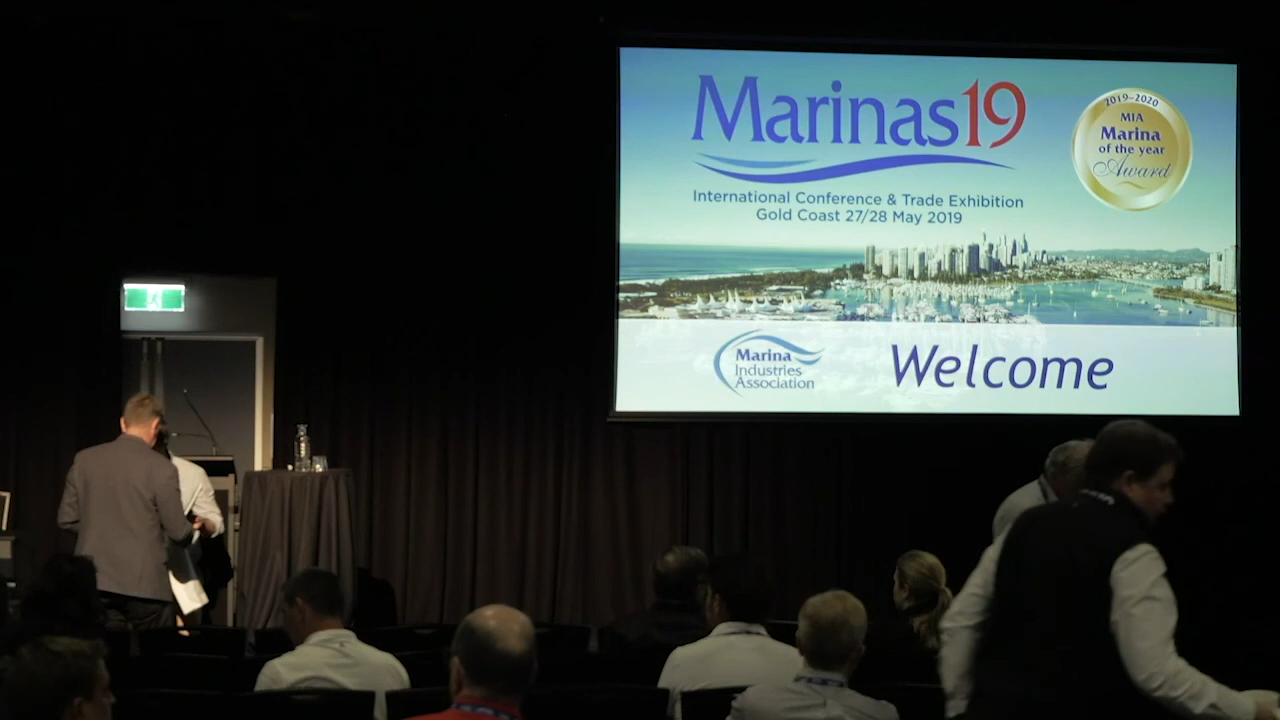 Marinas19
International Conference & Trade Exhibition
Gold Coast 27/28 May 2019
2019-2020
MIA
Marina
of the year
Award
Marina
Industries
Association
Welcome